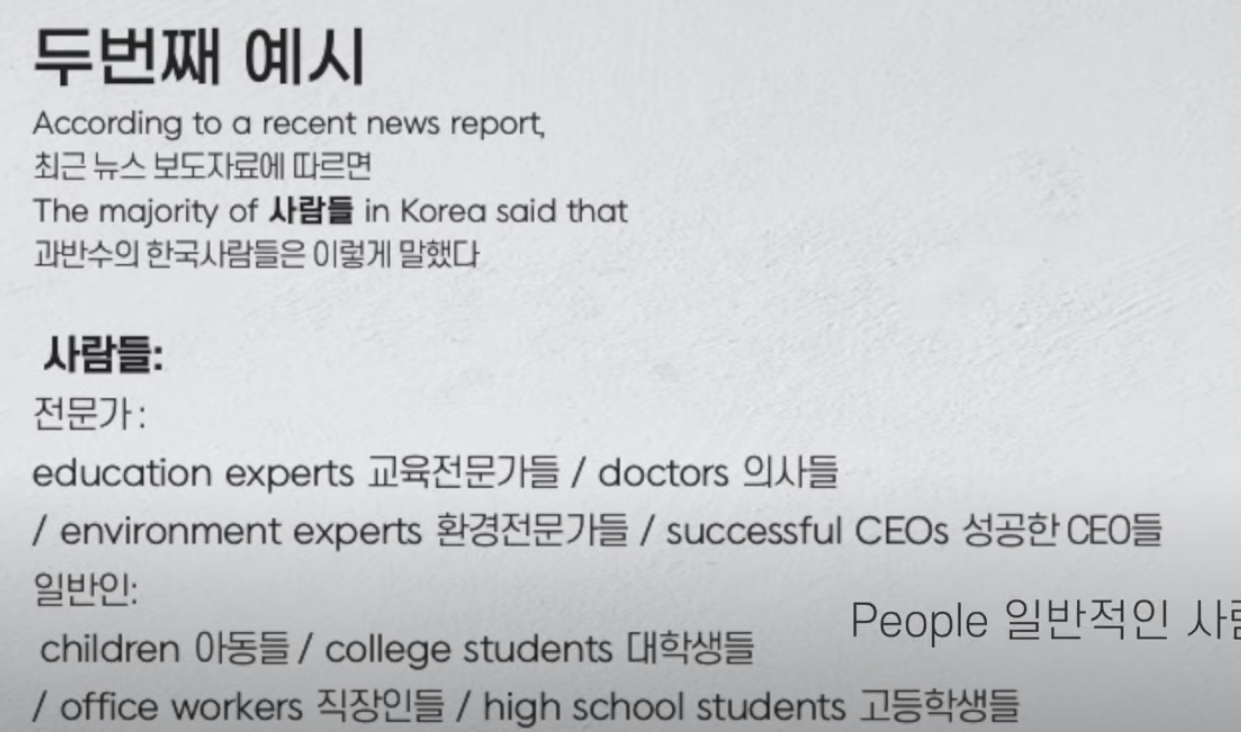 두번째 예시
According to a recent news report,
최근 뉴스 보도자료에 따르면
The majority of 사람들 in Korea said that
과반수의 한국사람들은 이렇게 말했다
사람들:
전문가 :
education experts 교육전문가들 / doctors 의사들
/ environment experts 환경전문가들 / successful CEOs 성공한 CEO들
일반인:
People 일반적인
children 아동들 / college students 대학생들
/ office workers 직장인들 / high school students 고등학생들